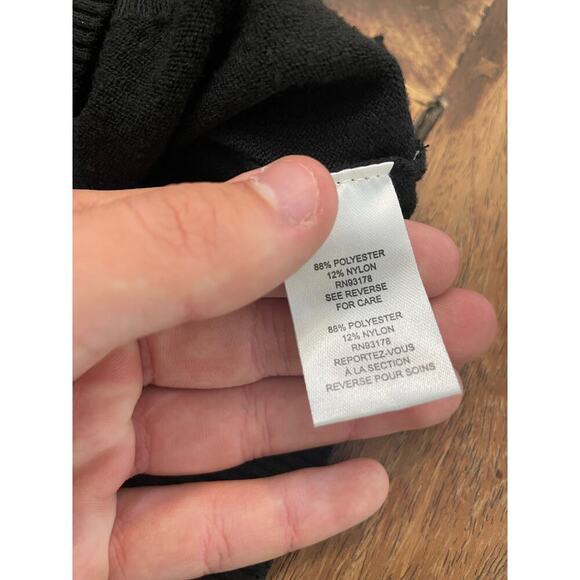 88% POLYESTER
12% NYLON
RN93178
SEE REVERSE
FOR CARE
88% POLYESTER
12% NYLON
RN93178
REPORTEZ-VOUS
À LA SECTION
REVERSE POUR SOINS